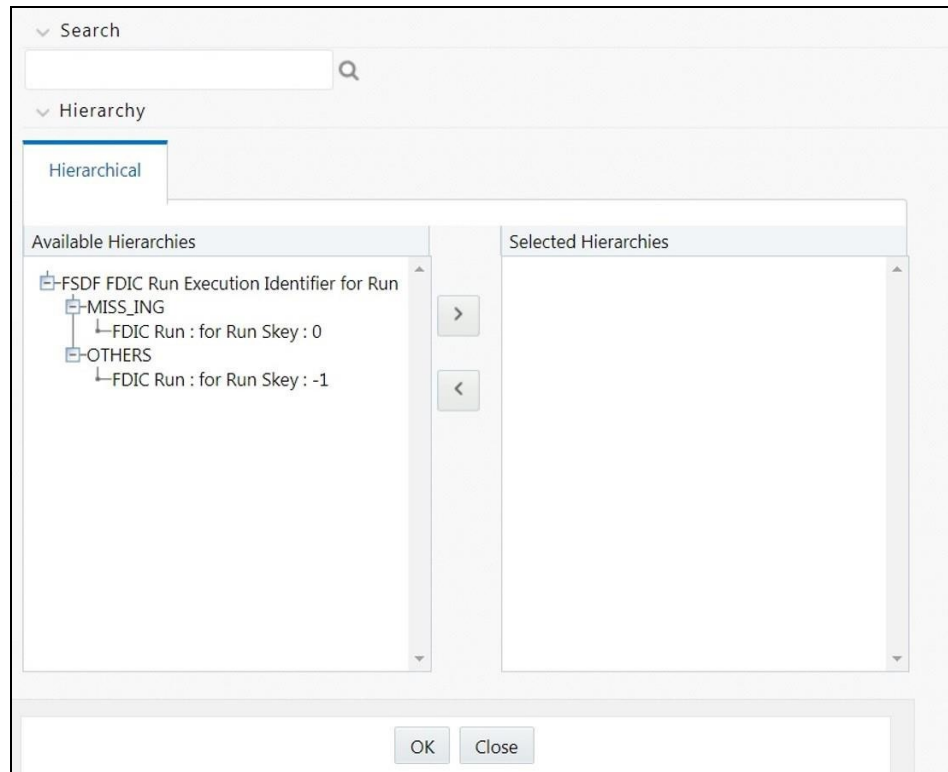 Search
Hierarchy
Hierarchical
Available Hierarchies
Selected Hierarchies
FSDF FDIC Run Execution Identifier for Run
MISS_ING
FDIC Run : for Run Skey : 0
OTHERS
FDIC Run : for Run Skey : -1
OK
Close